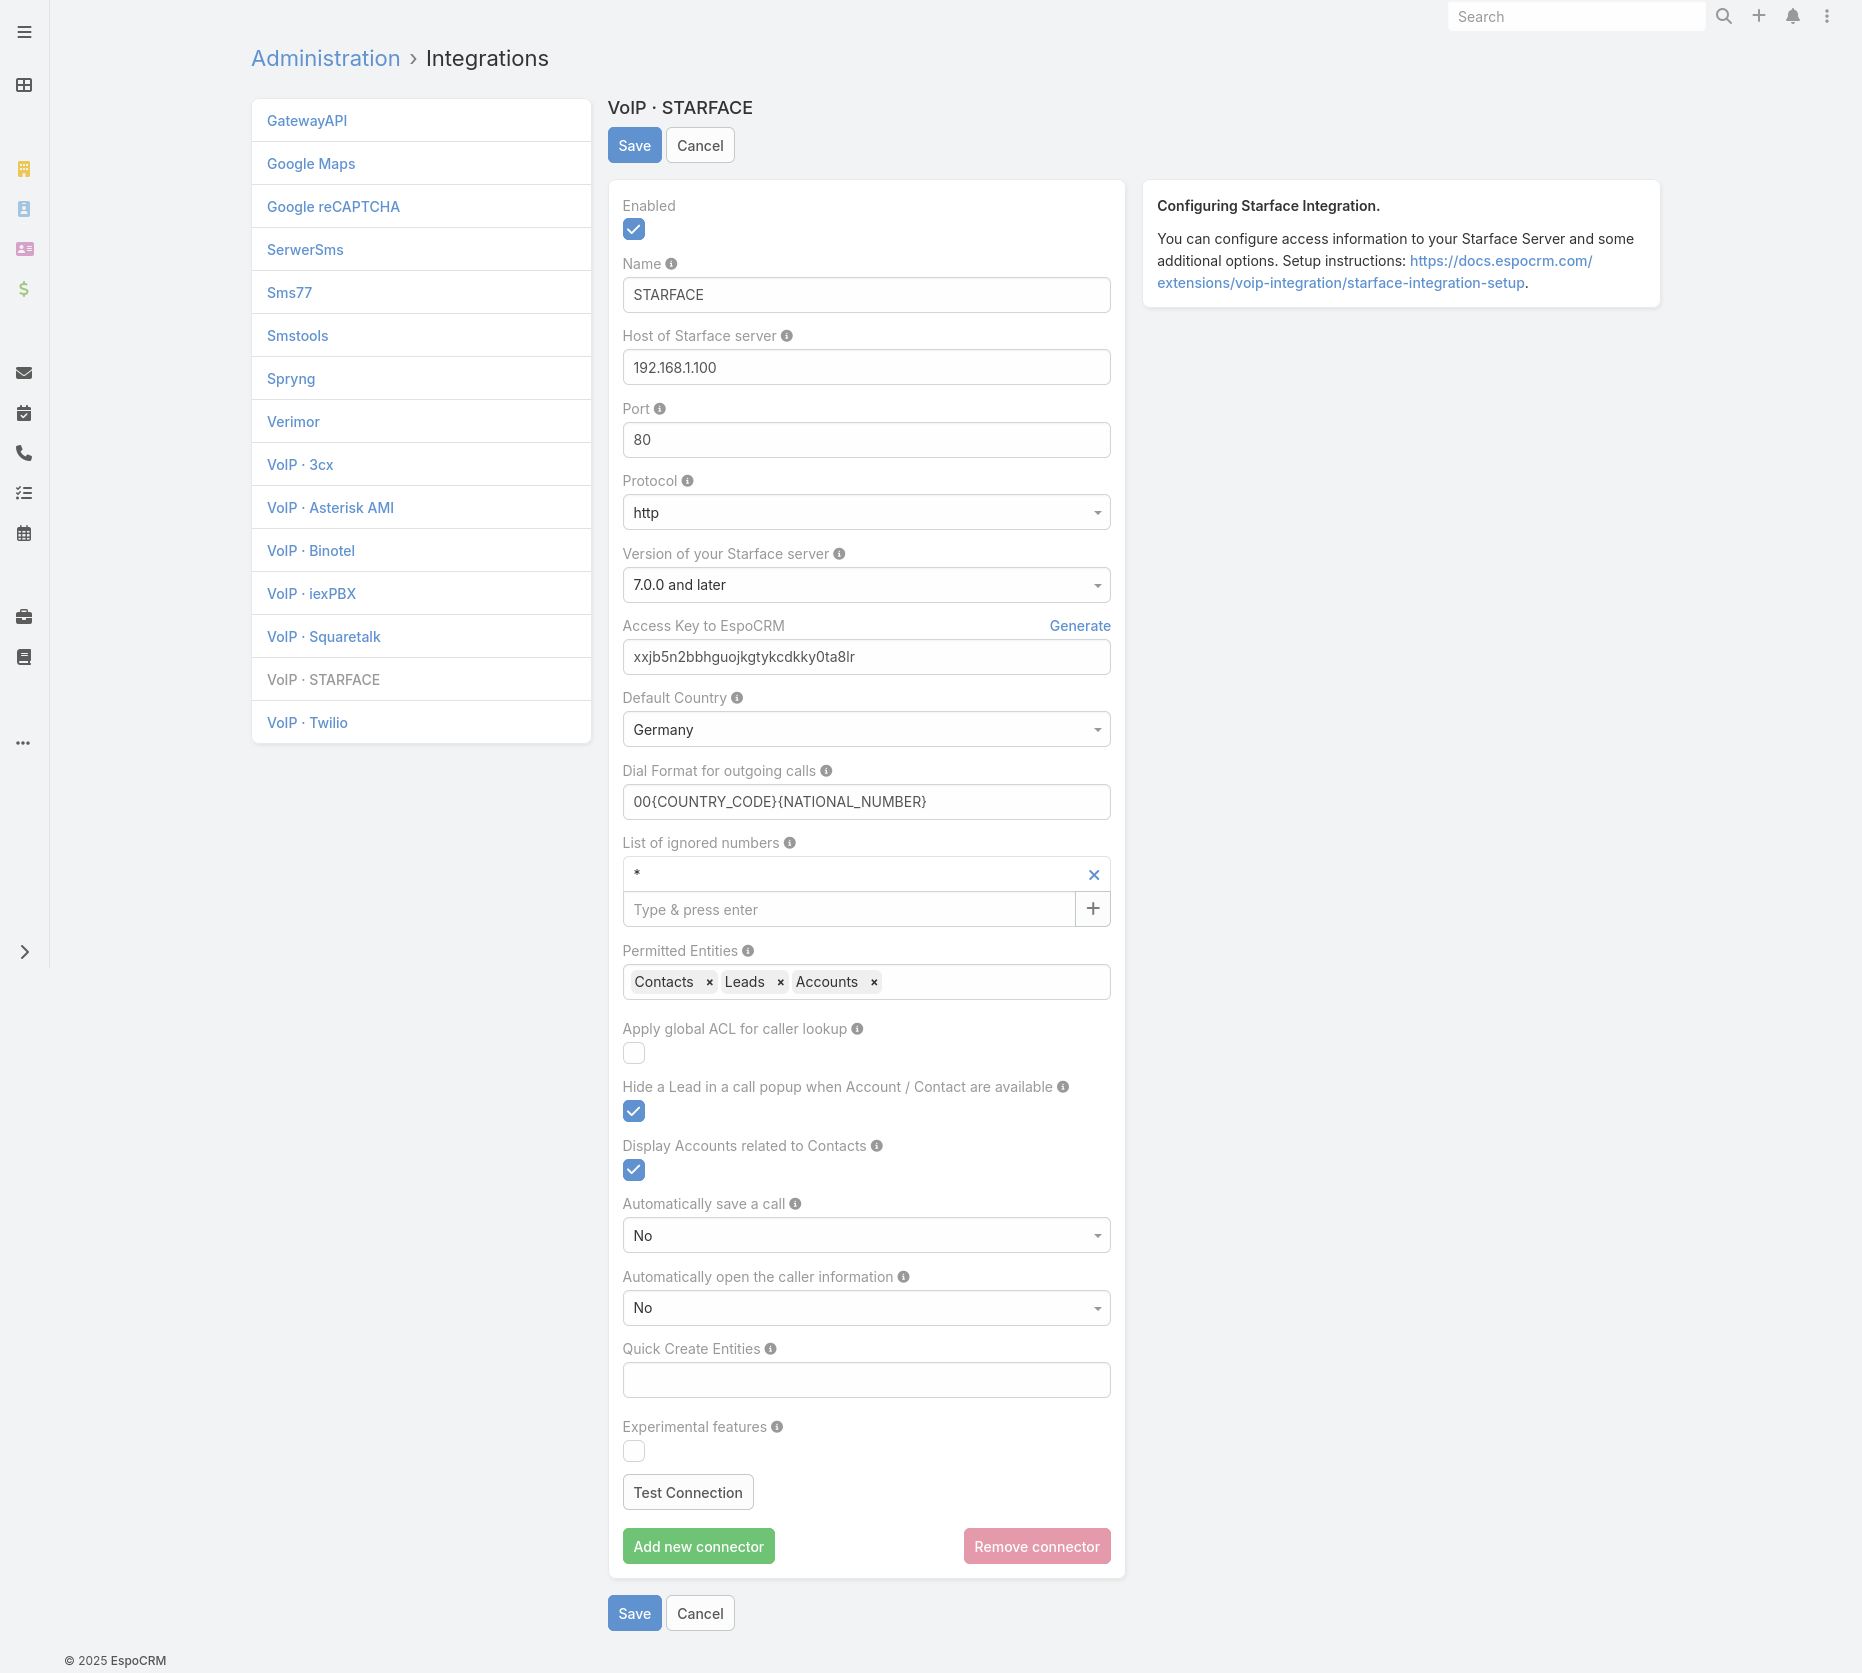 Search
Administration › Integrations
GatewayAPI
Google Maps
Google reCAPTCHA
SerwerSms
Sms77
Smstools
Spryng
Verimor
VoIP · 3cx
VoIP · Asterisk AMI
VoIP · Binotel
VoIP · iexPBX
VoIP · Squaretalk
VoIP · STARFACE
VoIP · Twilio
VoIP · STARFACE
Save Cancel
Enabled
Name
STARFACE
Host of Starface server
192.168.1.100
Port
80
Protocol
http
Version of your Starface server
7.0.0 and later
Access Key to EspoCRM Generate
xxjb5n2bbhguojkgtykcdkky0ta8lr
Default Country
Germany
Dial Format for outgoing calls
00{COUNTRY_CODE}{NATIONAL_NUMBER}
List of ignored numbers
*
Type & press enter
Permitted Entities
Contacts × Leads × Accounts ×
Apply global ACL for caller lookup
Hide a Lead in a call popup when Account / Contact are available
Display Accounts related to Contacts
Automatically save a call
No
Automatically open the caller information
No
Quick Create Entities
Experimental features
Test Connection
Add new connector Remove connector
Save Cancel
Configuring Starface Integration.
You can configure access information to your Starface Server and some
additional options. Setup instructions: https://docs.espocrm.com/
extensions/voip-integration/starface-integration-setup.
© 2025 EspoCRM